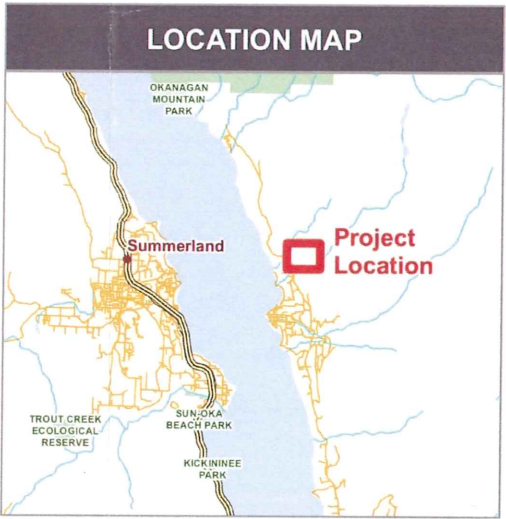 LOCATION MAP
OKANAGAN
MOUNTAIN
PARK
Summerland
Project
Location
TROUT CREEK
ECOLOGICAL
RESERVE
SUN-OKA
BEACH PARK
KICKININEE
PARK